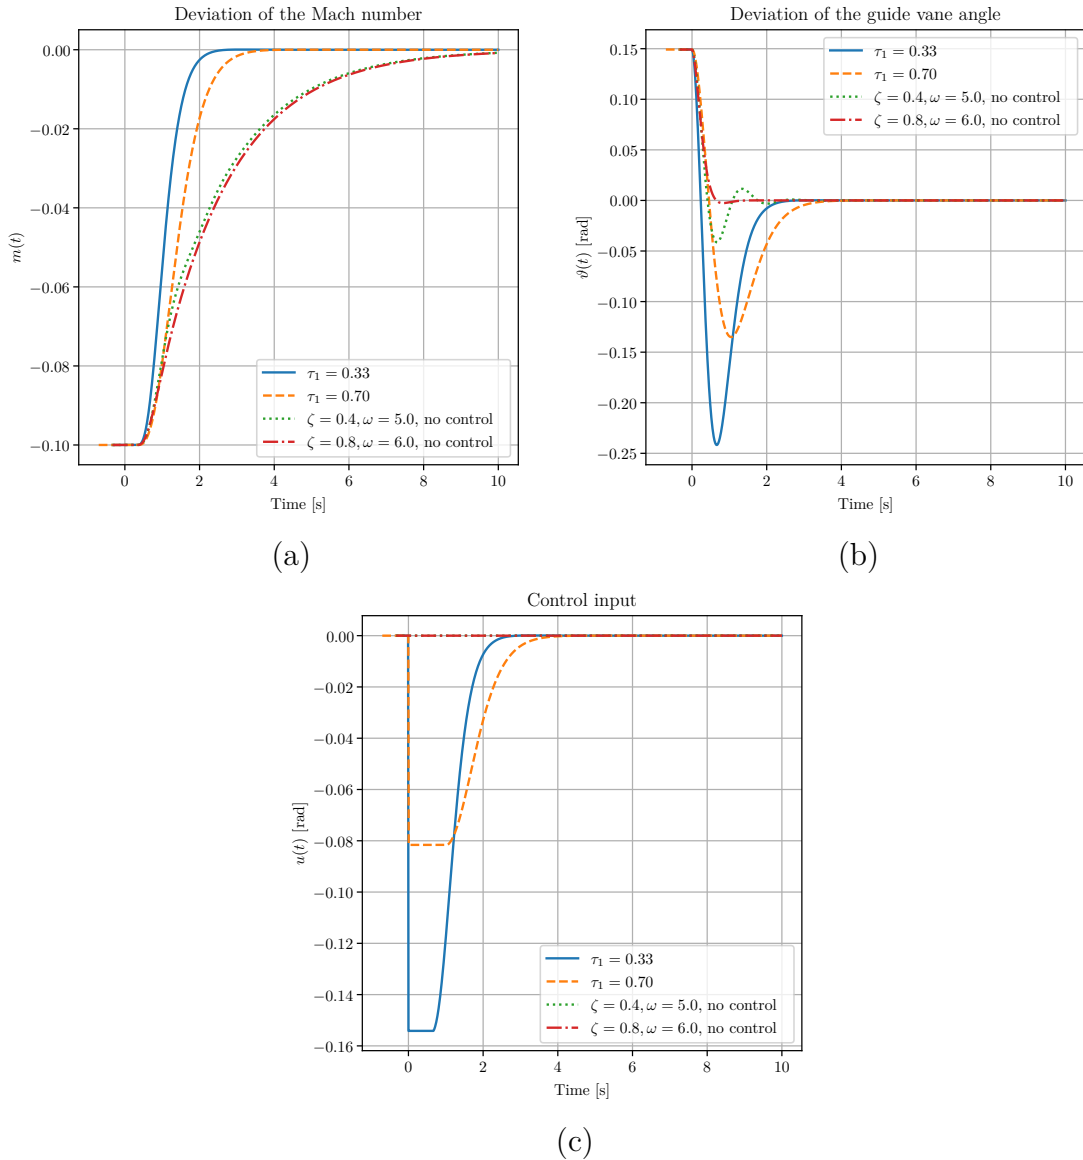 Deviation of the Mach number
0.00
−0.02
−0.04
−0.06
−0.08
−0.10
m(t)
τ₁ = 0.33
τ₁ = 0.70
ζ = 0.4, ω = 5.0, no control
ζ = 0.8, ω = 6.0, no control
0 2 4 6 8 10
Time [s]
(a)
Deviation of the guide vane angle
0.15
0.10
0.05
0.00
−0.05
−0.10
−0.15
−0.20
−0.25
ϑ(t) [rad]
τ₁ = 0.33
τ₁ = 0.70
ζ = 0.4, ω = 5.0, no control
ζ = 0.8, ω = 6.0, no control
0 2 4 6 8 10
Time [s]
(b)
Control input
0.00
−0.02
−0.04
−0.06
−0.08
−0.10
−0.12
−0.14
−0.16
u(t) [rad]
τ₁ = 0.33
τ₁ = 0.70
ζ = 0.4, ω = 5.0, no control
ζ = 0.8, ω = 6.0, no control
0 2 4 6 8 10
Time [s]
(c)